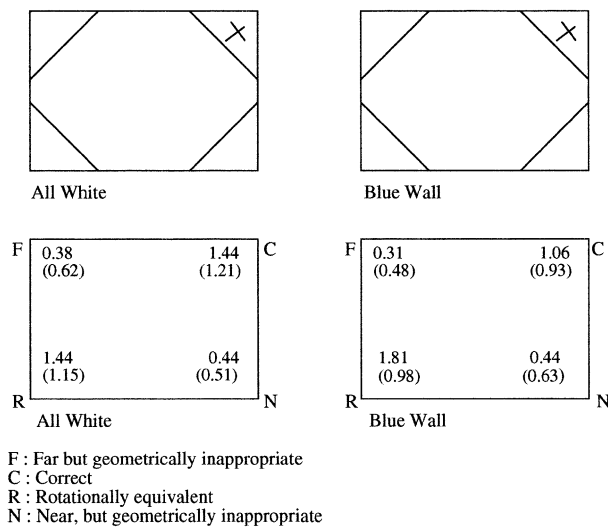 All White
Blue Wall
F 0.38 1.44 C
(0.62) (1.21)
1.44 0.44
(1.15) (0.51)
R N
All White
F 0.31 1.06 C
(0.48) (0.93)
1.81 0.44
(0.98) (0.63)
R N
Blue Wall
F : Far but geometrically inappropriate
C : Correct
R : Rotationally equivalent
N : Near, but geometrically inappropriate